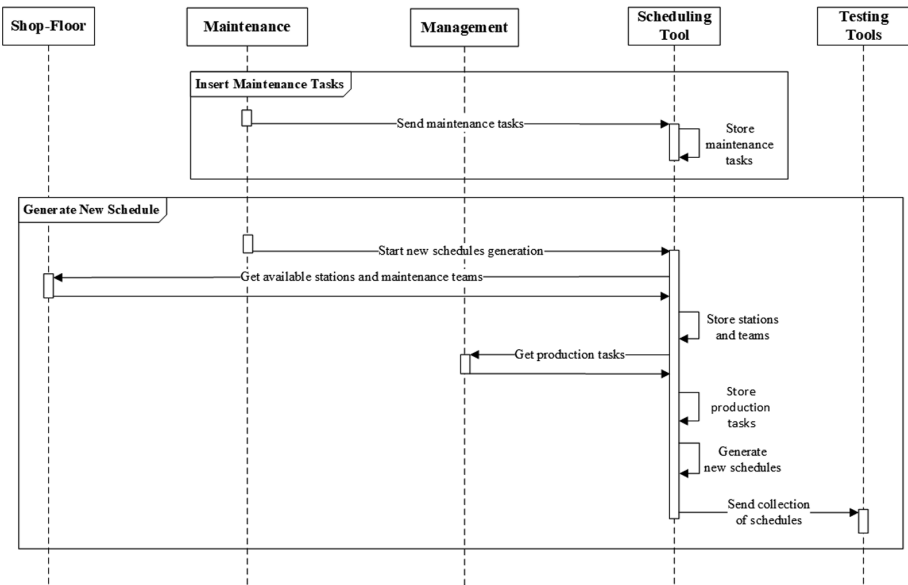 Shop-Floor
Maintenance
Management
Scheduling
Tool
Testing
Tools
Insert Maintenance Tasks
Send maintenance tasks
Store
maintenance
tasks
Generate New Schedule
Start new schedules generation
Get available stations and maintenance teams
Store stations
and teams
Get production tasks
Store
production
tasks
Generate
new schedules
Send collection
of schedules